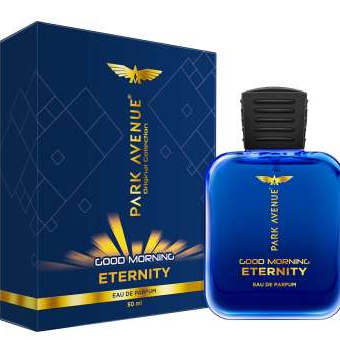 PARK AVENUE®
Original Collection
GOOD MORNING
ETERNITY
EAU DE PARFUM
50 ml
PARK AVENUE
GOOD MORNING
ETERNITY
EAU DE PARFUM